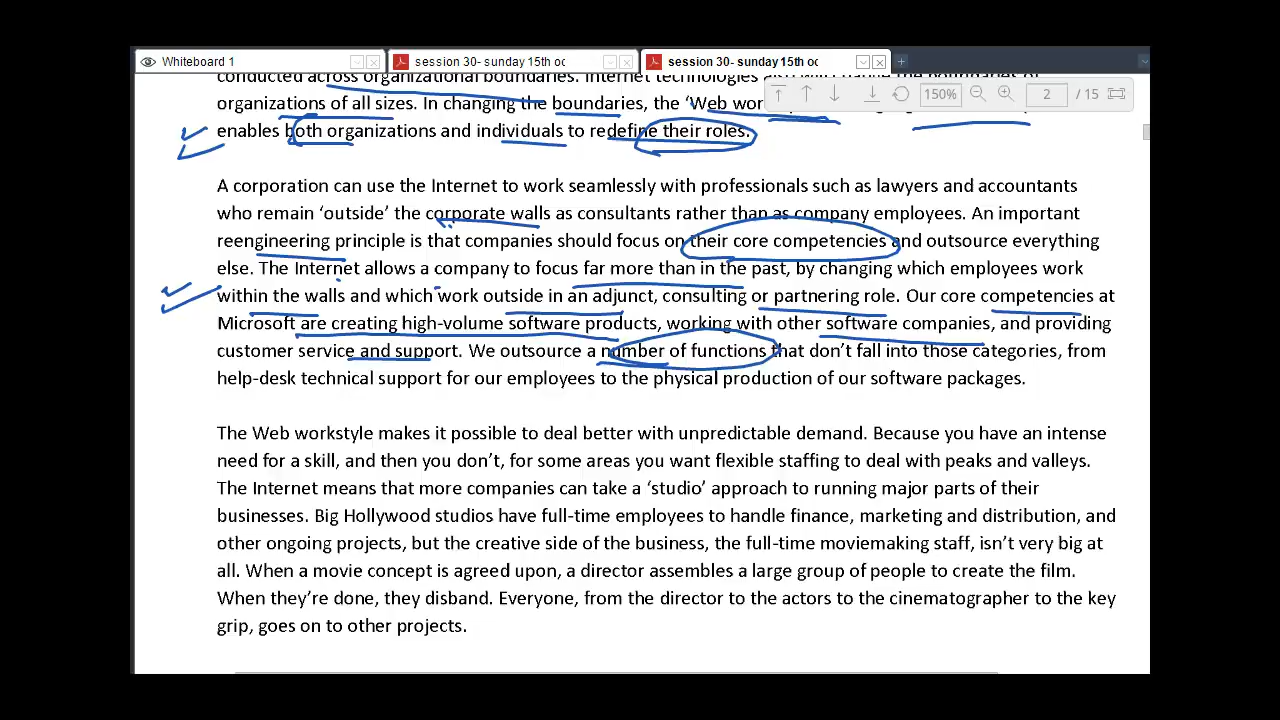 Whiteboard 1
session 30- sunday 15th oc
session 30- sunday 15th oc
150%
2
/ 15
conducted across organizational boundaries. Internet technologies also will change the boundaries of
organizations of all sizes. In changing the boundaries, the ‘Web
enables both organizations and individuals to redefine their roles.
A corporation can use the Internet to work seamlessly with professionals such as lawyers and accountants
who remain ‘outside’ the corporate walls as consultants rather than as company employees. An important
reengineering principle is that companies should focus on their core competencies and outsource everything
else. The Internet allows a company to focus far more than in the past, by changing which employees work
within the walls and which work outside in an adjunct, consulting or partnering role. Our core competencies at
Microsoft are creating high-volume software products, working with other software companies, and providing
customer service and support. We outsource a number of functions that don’t fall into those categories, from
help-desk technical support for our employees to the physical production of our software packages.
The Web workstyle makes it possible to deal better with unpredictable demand. Because you have an intense
need for a skill, and then you don’t, for some areas you want flexible staffing to deal with peaks and valleys.
The Internet means that more companies can take a ‘studio’ approach to running major parts of their
businesses. Big Hollywood studios have full-time employees to handle finance, marketing and distribution, and
other ongoing projects, but the creative side of the business, the full-time moviemaking staff, isn’t very big at
all. When a movie concept is agreed upon, a director assembles a large group of people to create the film.
When they’re done, they disband. Everyone, from the director to the actors to the cinematographer to the key
grip, goes on to other projects.